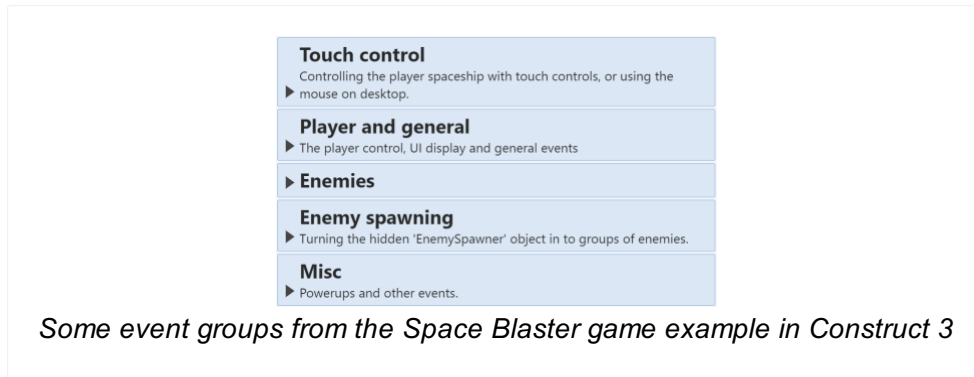 Touch control
Controlling the player spaceship with touch controls, or using the
mouse on desktop.
Player and general
The player control, UI display and general events
Enemies
Enemy spawning
Turning the hidden 'EnemySpawner' object in to groups of enemies.
Misc
Powerups and other events.
Some event groups from the Space Blaster game example in Construct 3